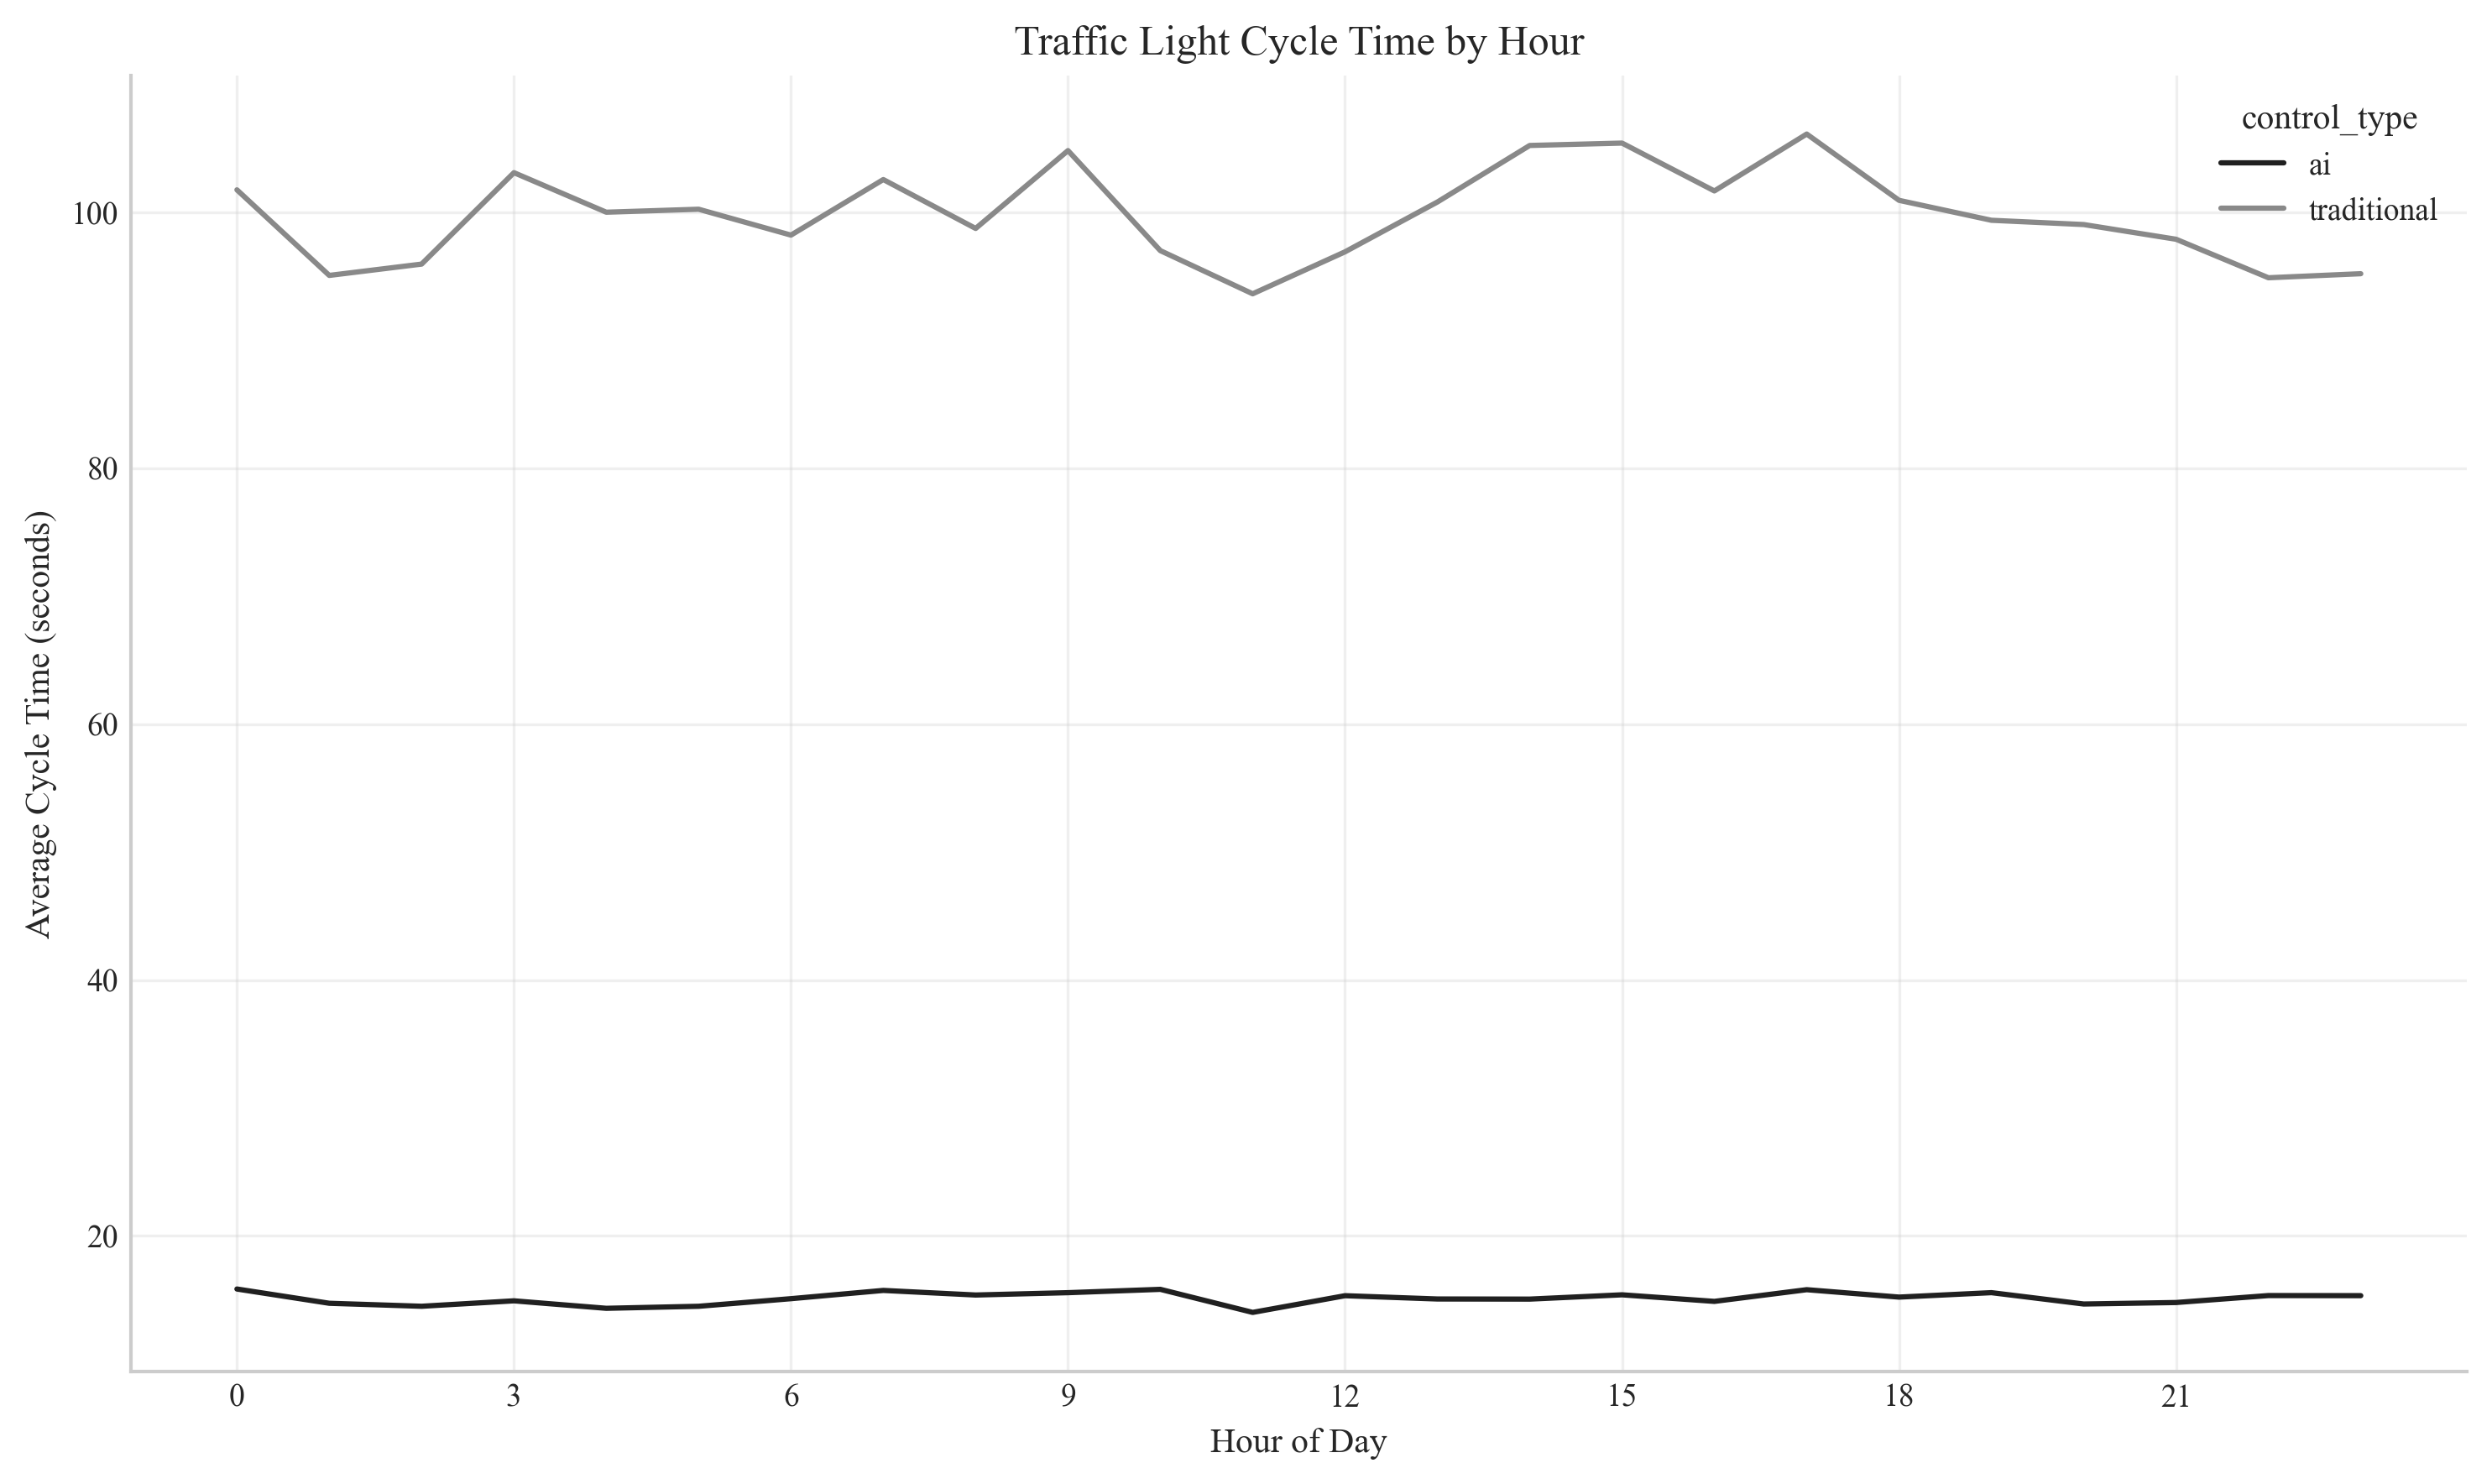 Traffic Light Cycle Time by Hour
control_type
ai
traditional
100
80
60
40
20
Average Cycle Time (seconds)
0 3 6 9 12 15 18 21
Hour of Day